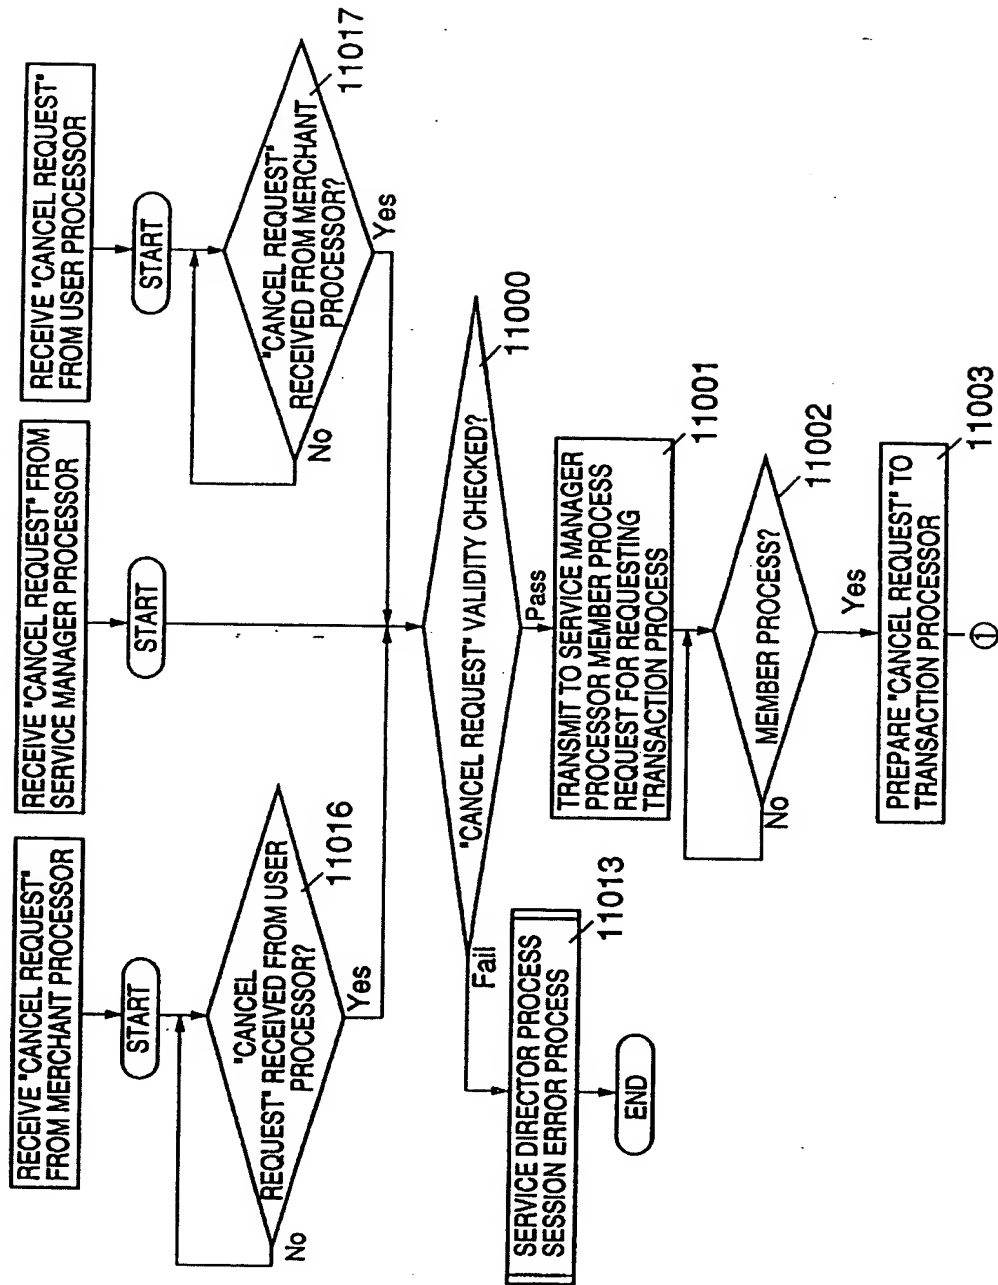 RECEIVE "CANCEL REQUEST"
FROM MERCHANT PROCESSOR
START
"CANCEL
REQUEST" RECEIVED FROM USER
PROCESSOR?
11016
No
Yes
RECEIVE "CANCEL REQUEST" FROM
SERVICE MANAGER PROCESSOR
START
RECEIVE "CANCEL REQUEST"
FROM USER PROCESSOR
START
"CANCEL REQUEST"
RECEIVED FROM MERCHANT
PROCESSOR?
11017
No
Yes
"CANCEL REQUEST" VALIDITY CHECKED?
11000
Fail
Pass
SERVICE DIRECTOR PROCESS
SESSION ERROR PROCESS
11013
END
TRANSMIT TO SERVICE MANAGER
PROCESSOR MEMBER PROCESS
REQUEST FOR REQUESTING
TRANSACTION PROCESS
11001
MEMBER PROCESS?
11002
No
Yes
PREPARE "CANCEL REQUEST" TO
TRANSACTION PROCESSOR
11003
①